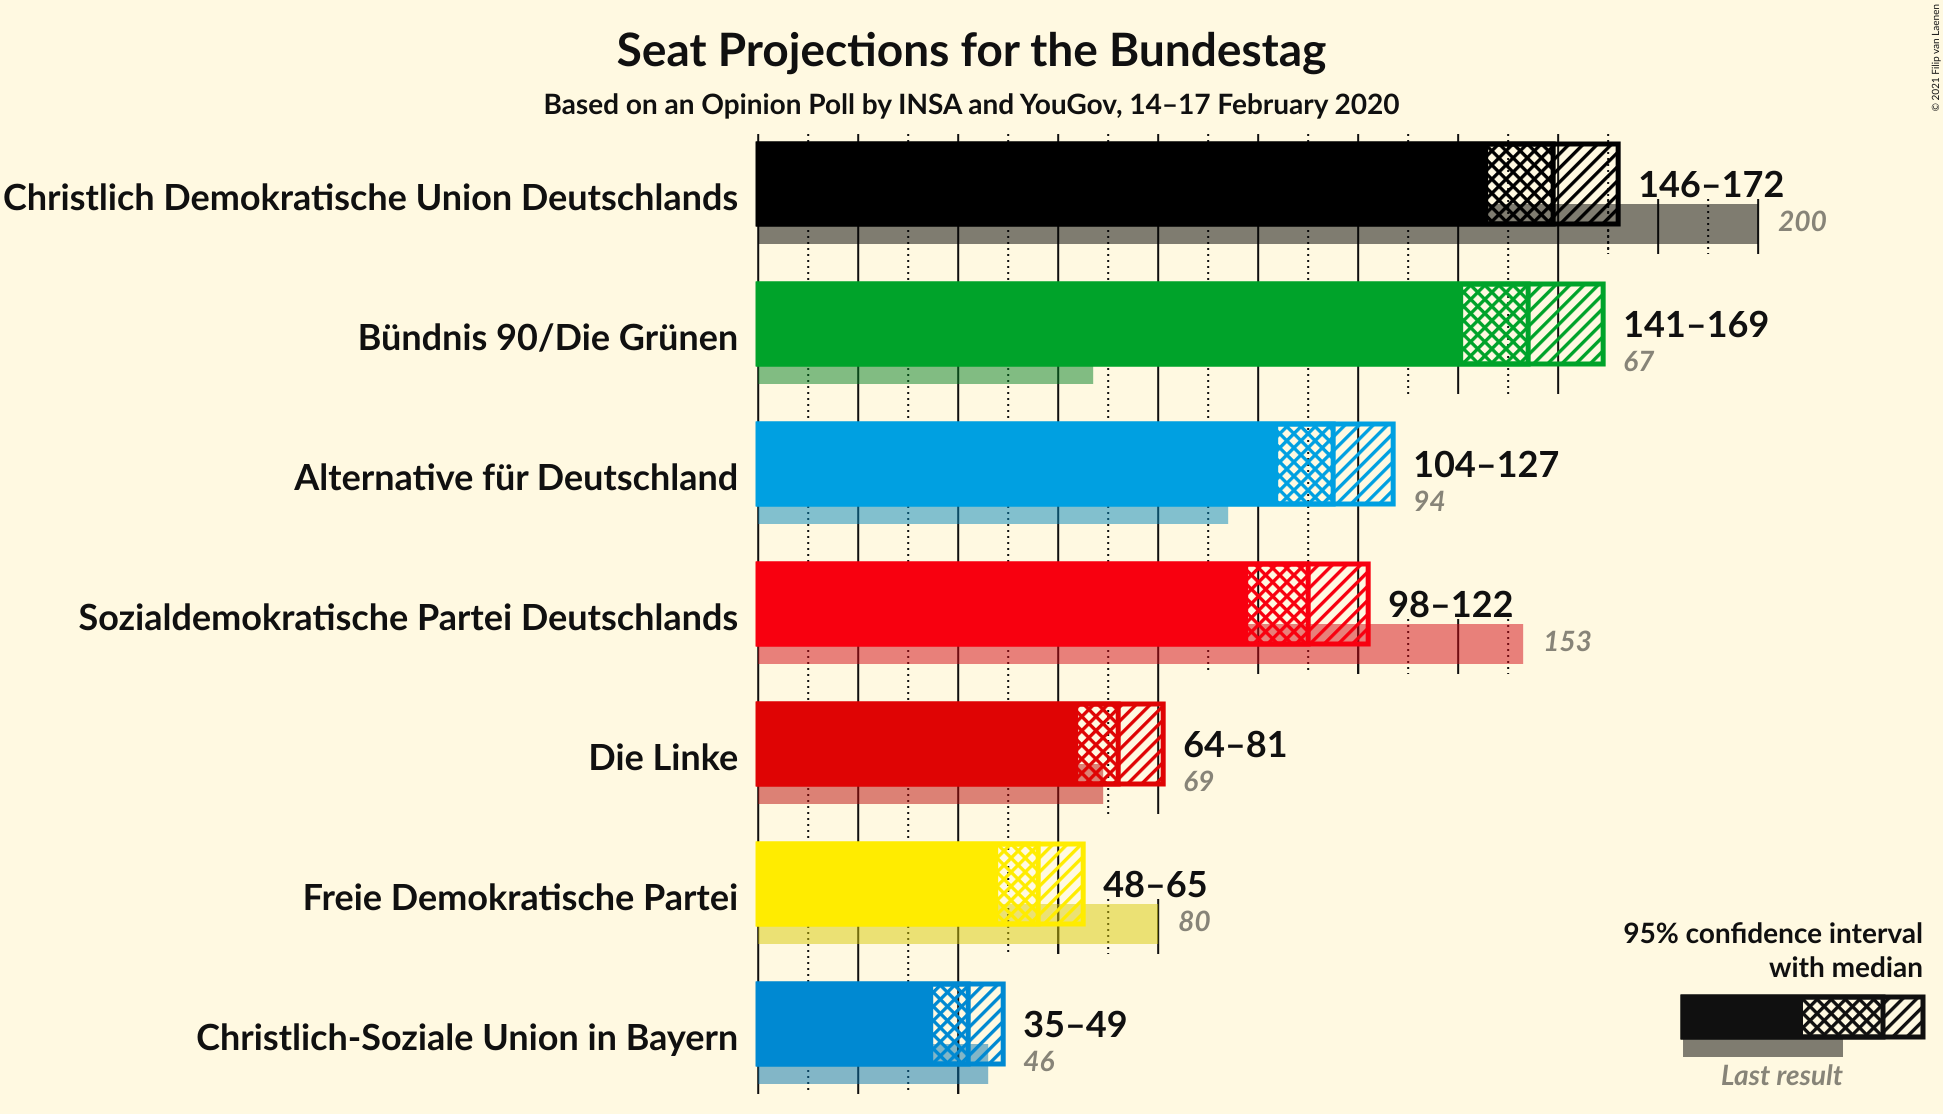 Seat Projections for the Bundestag
Based on an Opinion Poll by INSA and YouGov, 14–17 February 2020
© 2021 Filip van Laenen
Christlich Demokratische Union Deutschlands
146–172
200
Bündnis 90/Die Grünen
141–169
67
Alternative für Deutschland
104–127
94
Sozialdemokratische Partei Deutschlands
98–122
153
Die Linke
64–81
69
Freie Demokratische Partei
48–65
80
Christlich-Soziale Union in Bayern
35–49
46
95% confidence interval
with median
Last result